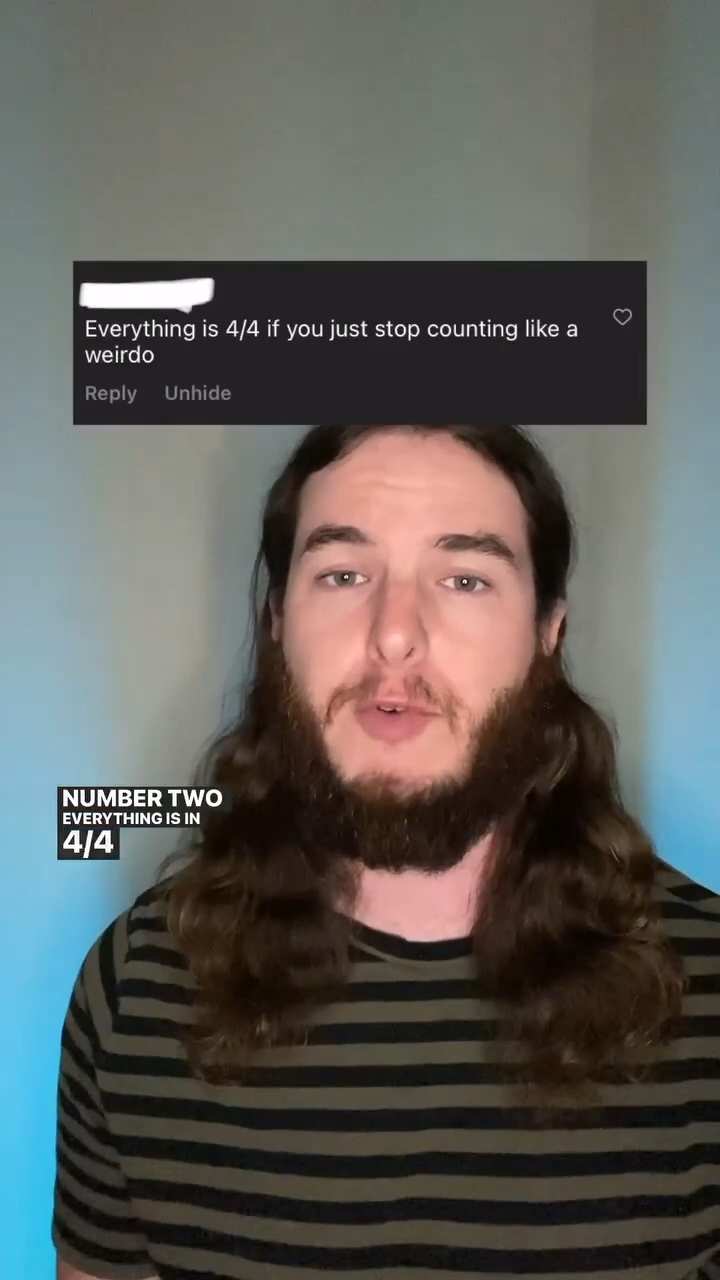 Everything is 4/4 if you just stop counting like a
weirdo
Reply Unhide
NUMBER TWO
EVERYTHING IS IN
4/4